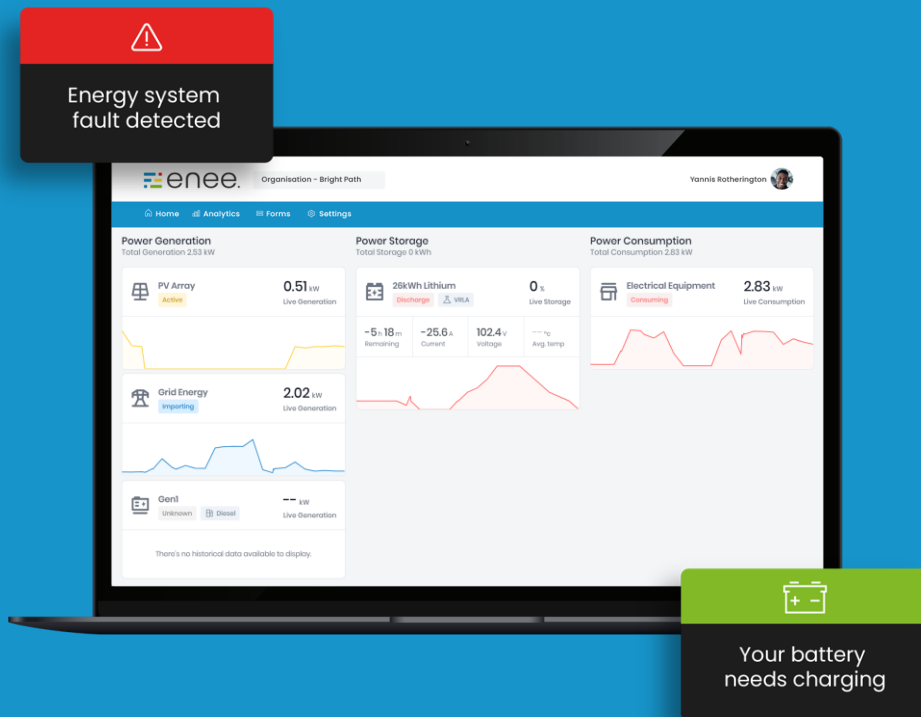 Energy system
fault detected
enee.
Organisation - Bright Path
Yannis Rotherington
Home Analytics Forms Settings
Power Generation
Total Generation 2.53 kW
PV Array
Active
0.51 kW
Live Generation
Grid Energy
Importing
2.02 kW
Live Generation
Gen1
Unknown Diesel
-- kW
Live Generation
There's no historical data available to display.
Power Storage
Total Storage 0 kWh
26kWh Lithium
Discharge VRLA
0 %
Live Storage
-5h 18m
Remaining
-25.6 A
Current
102.4 V
Voltage
-- °C
Avg. temp
Power Consumption
Total Consumption 2.83 kW
Electrical Equipment
Consuming
2.83 kW
Live Consumption
Your battery
needs charging